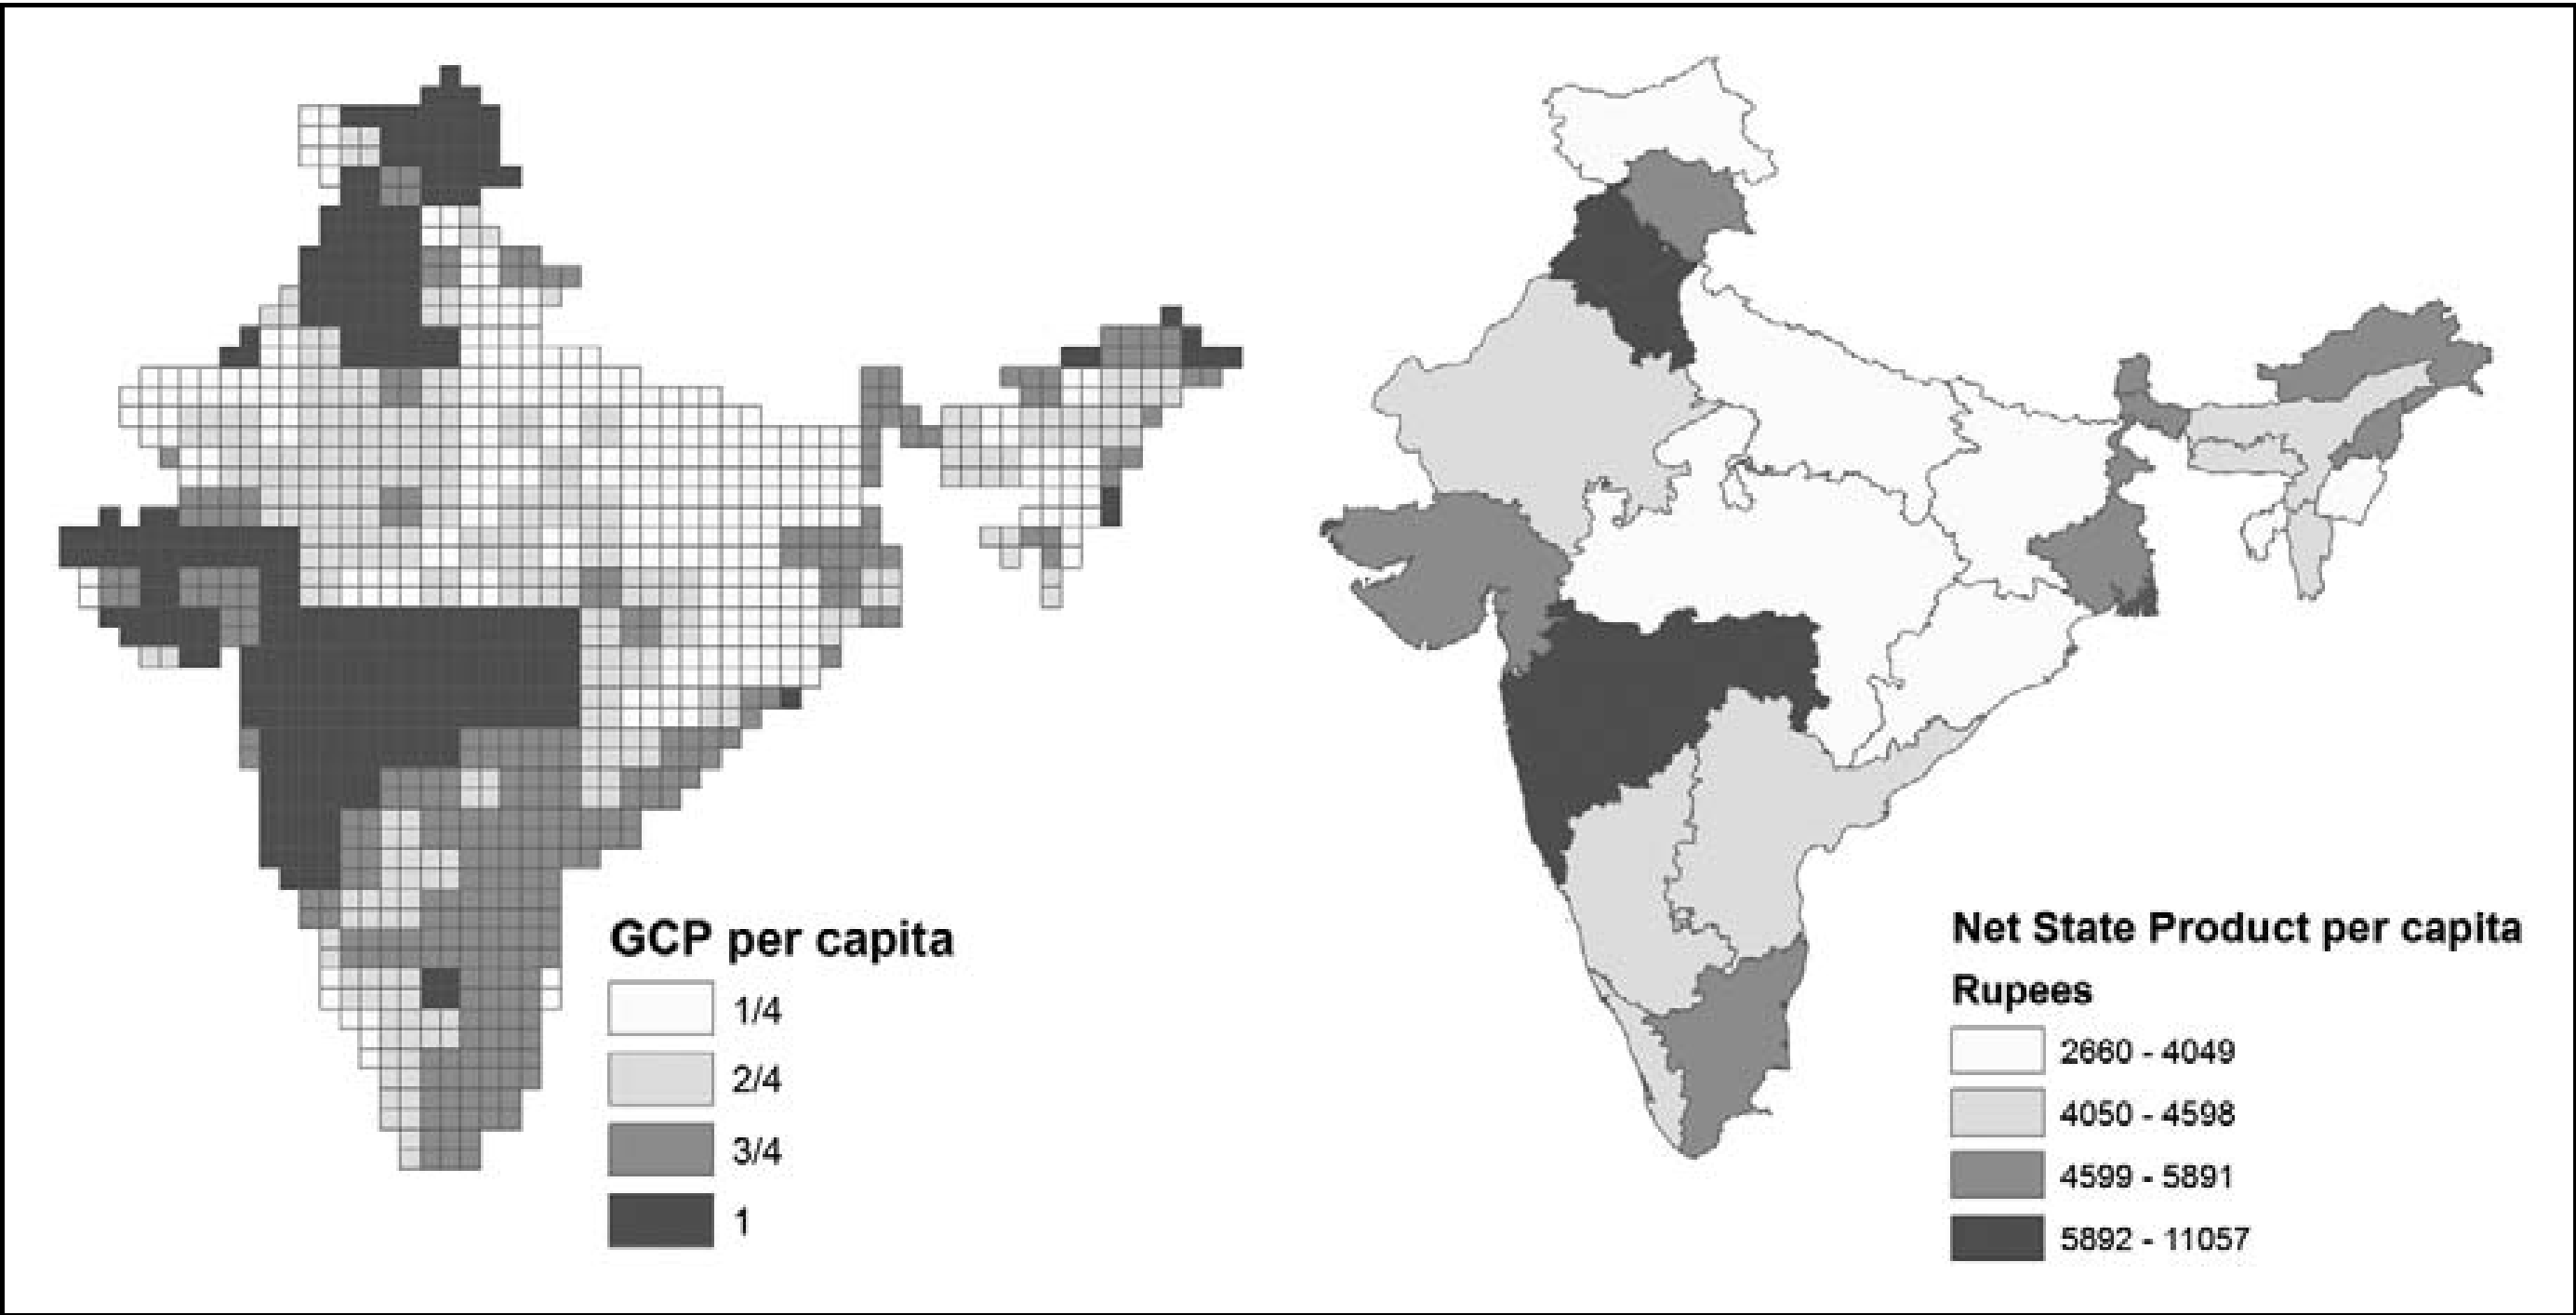 GCP per capita
1/4
2/4
3/4
1
Net State Product per capita
Rupees
2660 - 4049
4050 - 4598
4599 - 5891
5892 - 11057